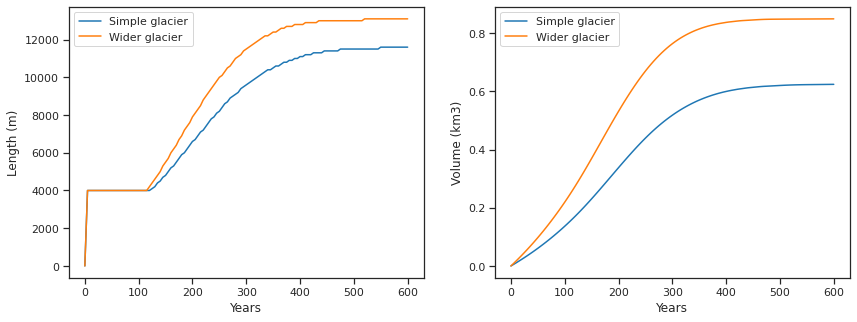 Simple glacier
Wider glacier
12000
10000
8000
6000
4000
2000
0
Length (m)
0 100 200 300 400 500 600
Years
Simple glacier
Wider glacier
0.8
0.6
0.4
0.2
0.0
Volume (km3)
0 100 200 300 400 500 600
Years